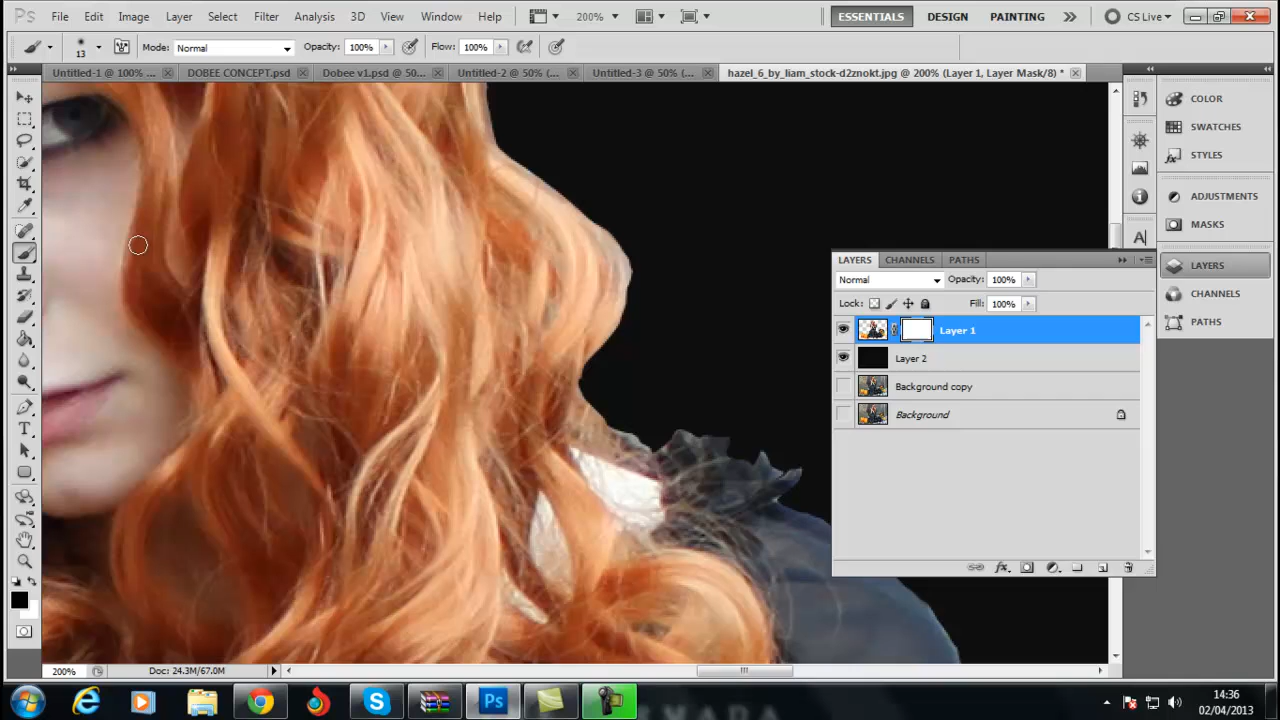 Ps File Edit Image Layer Select Filter Analysis 3D View Window Help 200% ESSENTIALS DESIGN PAINTING CS Live
13 Mode: Normal Opacity: 100% Flow: 100%
Untitled-1 @ 100% ... DOBEE CONCEPT.psd Dobee v1.psd @ 50... Untitled-2 @ 50% (... Untitled-3 @ 50% (... hazel_6_by_liam_stock-d2znokt.jpg @ 200% (Layer 1, Layer Mask/8) *
COLOR
SWATCHES
STYLES
ADJUSTMENTS
MASKS
LAYERS
CHANNELS
PATHS
LAYERS CHANNELS PATHS
Normal Opacity: 100%
Lock: Fill: 100%
Layer 1
Layer 2
Background copy
Background
200% Doc: 24.3M/67.0M
Ps
14:36
02/04/2013